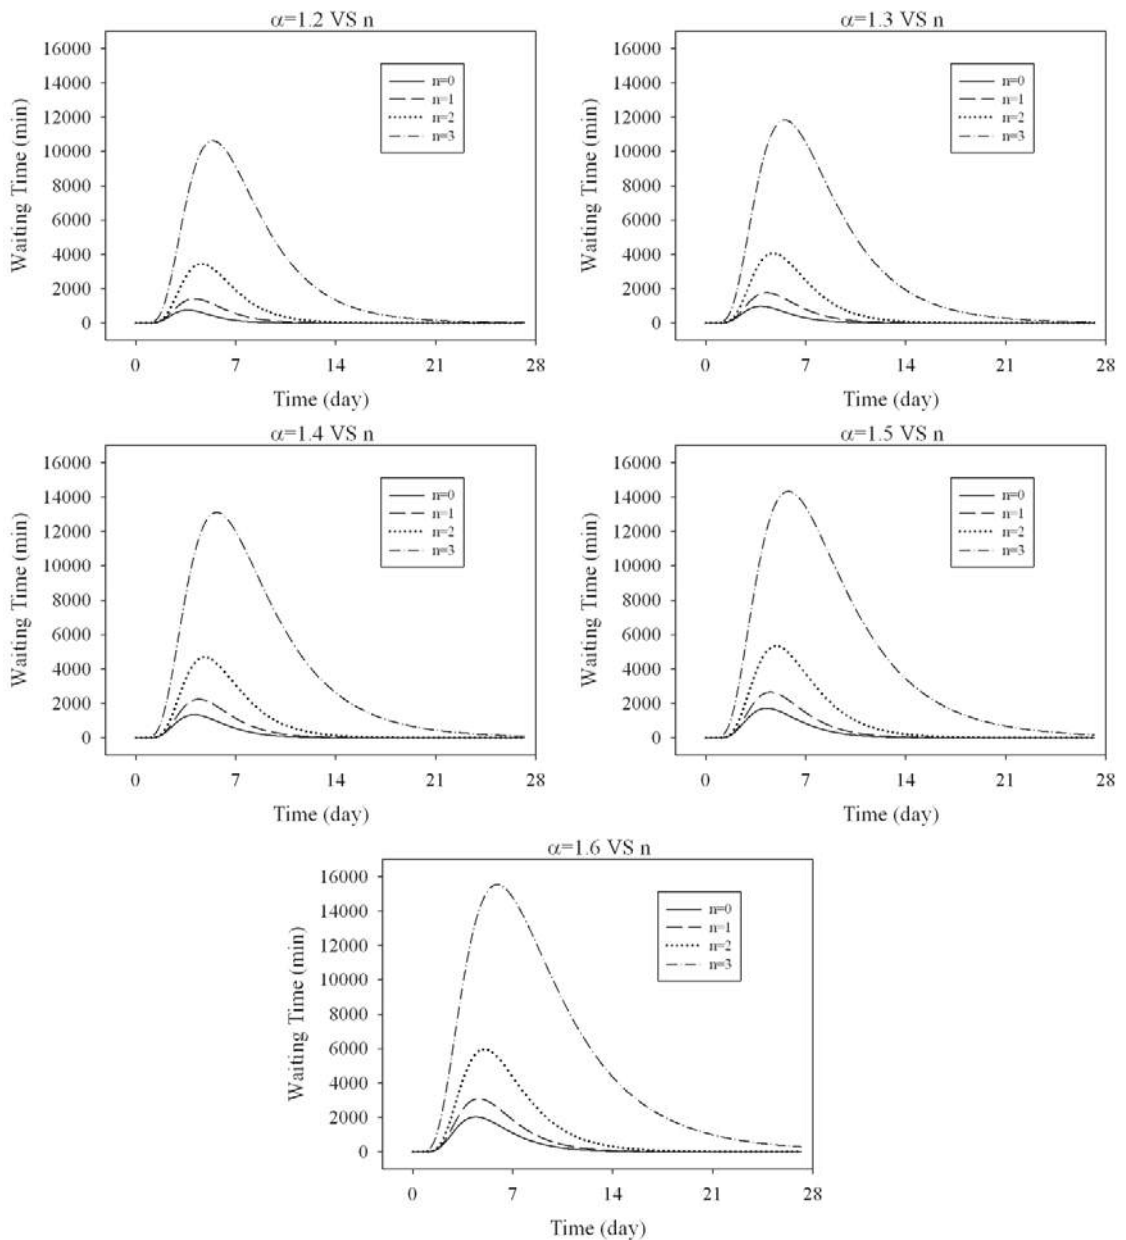 α=1.2 VS n
16000
14000
12000
10000
8000
6000
4000
2000
0
Waiting Time (min)
n=0
n=1
n=2
n=3
0 7 14 21 28
Time (day)
α=1.3 VS n
16000
14000
12000
10000
8000
6000
4000
2000
0
Waiting Time (min)
n=0
n=1
n=2
n=3
0 7 14 21 28
Time (day)
α=1.4 VS n
16000
14000
12000
10000
8000
6000
4000
2000
0
Waiting Time (min)
n=0
n=1
n=2
n=3
0 7 14 21 28
Time (day)
α=1.5 VS n
16000
14000
12000
10000
8000
6000
4000
2000
0
Waiting Time (min)
n=0
n=1
n=2
n=3
0 7 14 21 28
Time (day)
α=1.6 VS n
16000
14000
12000
10000
8000
6000
4000
2000
0
Waiting Time (min)
n=0
n=1
n=2
n=3
0 7 14 21 28
Time (day)